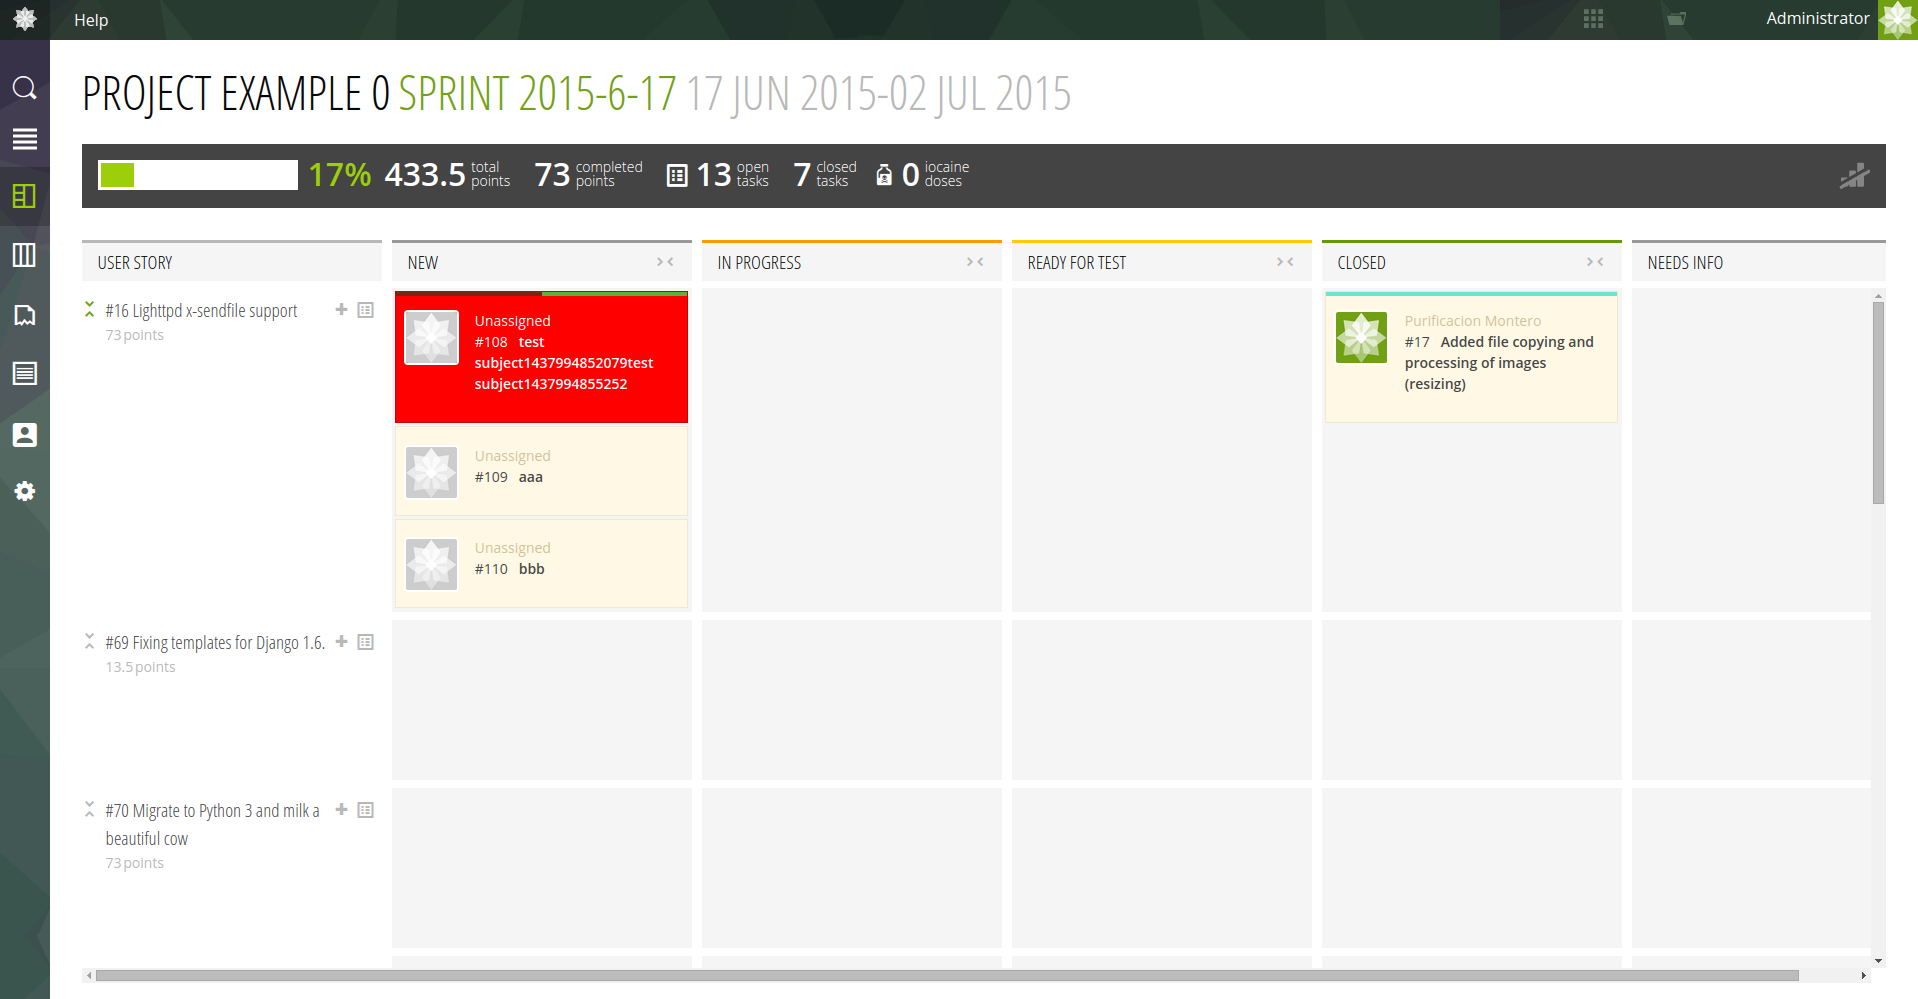 Help
Administrator
PROJECT EXAMPLE 0 SPRINT 2015-6-17 17 JUN 2015-02 JUL 2015
17% 433.5 total points 73 completed points 13 open tasks 7 closed tasks 0 iocaine doses
USER STORY NEW IN PROGRESS READY FOR TEST CLOSED NEEDS INFO
#16 Lighttpd x-sendfile support
73 points
Unassigned
#108 test
subject1437994852079test
subject1437994855252
Unassigned
#109 aaa
Unassigned
#110 bbb
Purificacion Montero
#17 Added file copying and
processing of images
(resizing)
#69 Fixing templates for Django 1.6.
13.5 points
#70 Migrate to Python 3 and milk a
beautiful cow
73 points